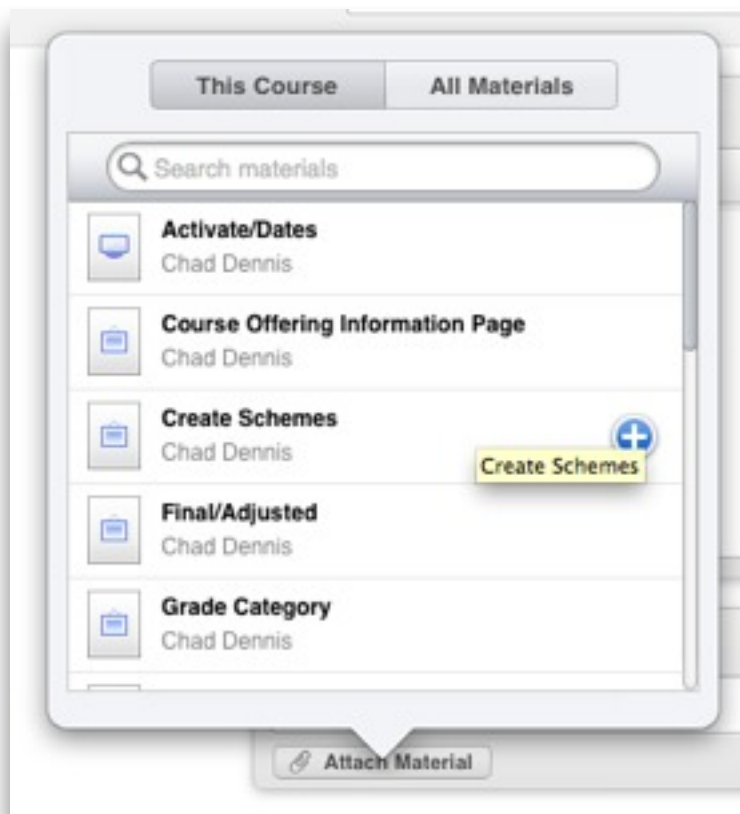 This Course
All Materials
Search materials
Activate/Dates
Chad Dennis
Course Offering Information Page
Chad Dennis
Create Schemes
Chad Dennis
Create Schemes
Final/Adjusted
Chad Dennis
Grade Category
Chad Dennis
Attach Material